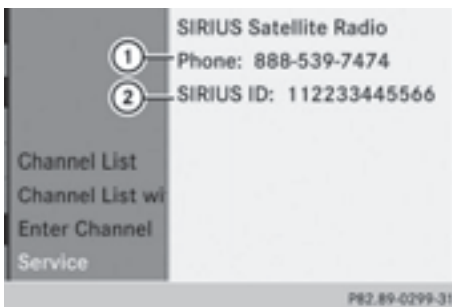 SIRIUS Satellite Radio
1 Phone: 888-539-7474
2 SIRIUS ID: 112233445566
Channel List
Channel List wi
Enter Channel
Service
P82.89-0299-31